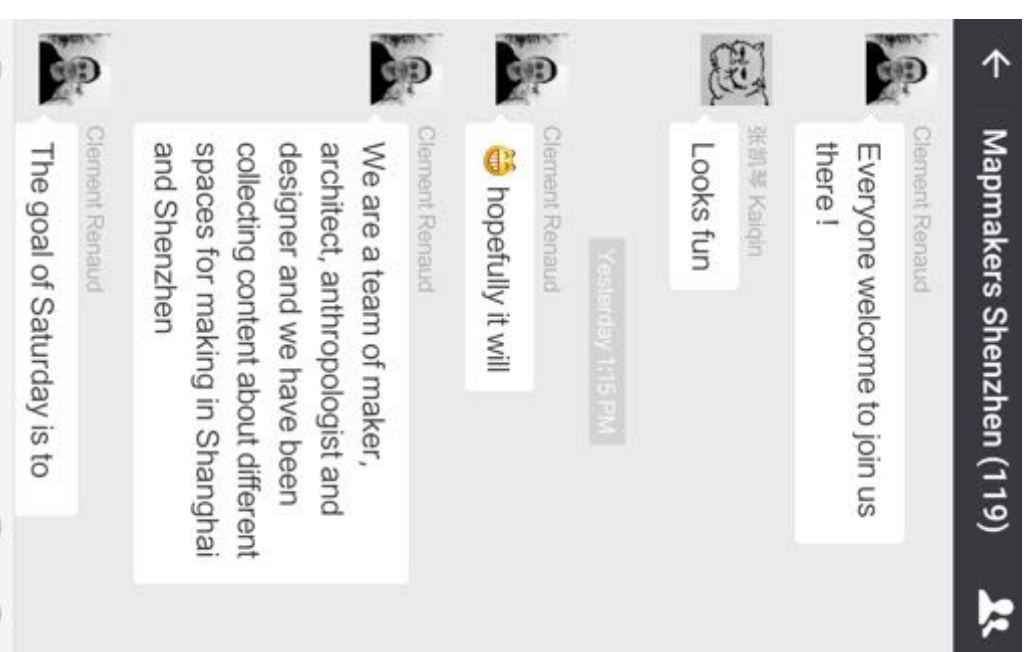 Mapmakers Shenzhen (119)
Clement Renaud
Everyone welcome to join us
there !
张凯琴 Kaiqin
Looks fun
Yesterday 1:15 PM
Clement Renaud
😁 hopefully it will
Clement Renaud
We are a team of maker,
architect, anthropologist and
designer and we have been
collecting content about different
spaces for making in Shanghai
and Shenzhen
Clement Renaud
The goal of Saturday is to